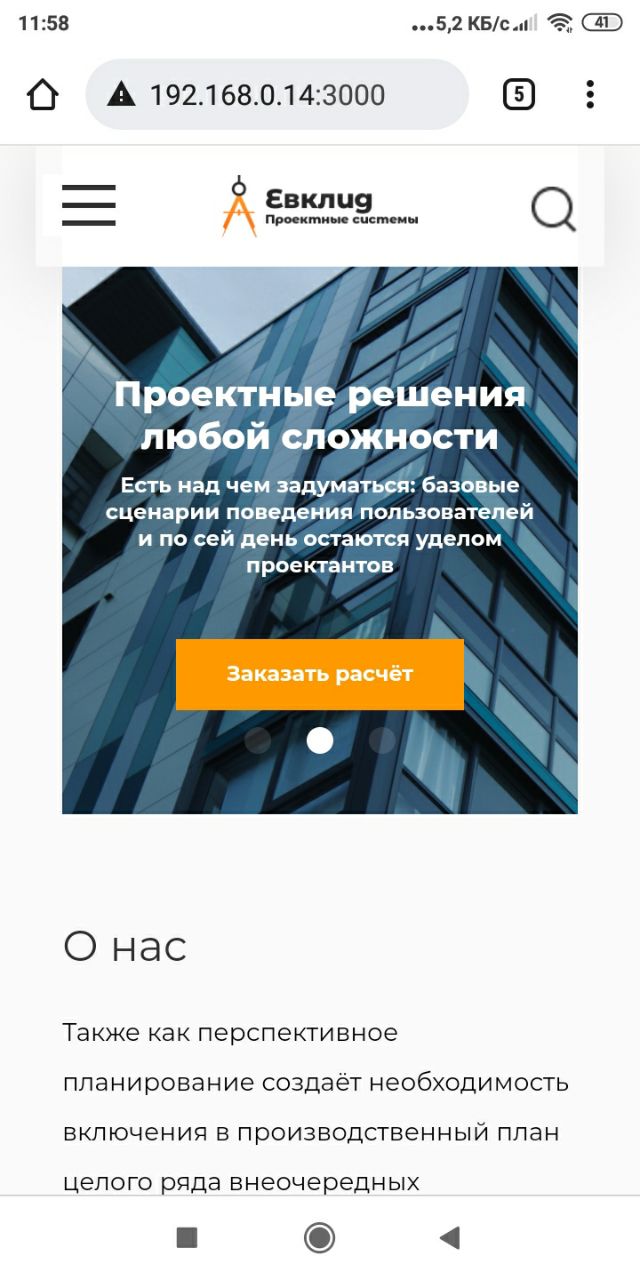 11:58
...5,2 КБ/с
41
192.168.0.14:3000
5
Евклид
Проектные системы
Проектные решения
любой сложности
Есть над чем задуматься: базовые
сценарии поведения пользователей
и по сей день остаются уделом
проектантов
Заказать расчёт
О нас
Также как перспективное
планирование создаёт необходимость
включения в производственный план
целого ряда внеочередных